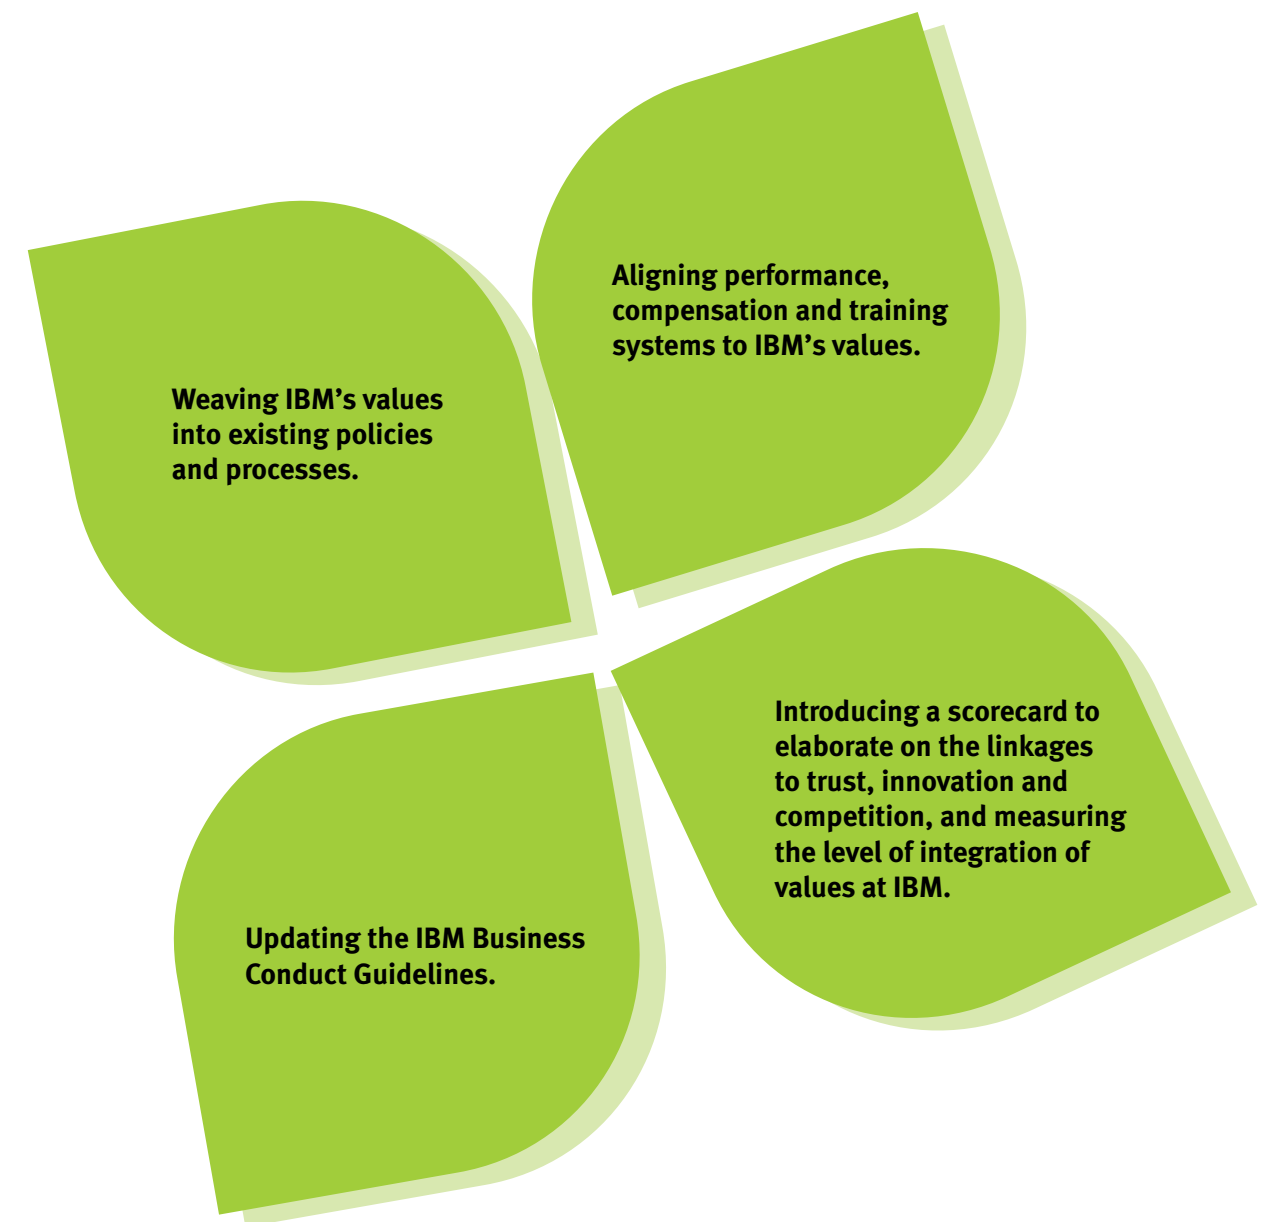 Aligning performance,
compensation and training
systems to IBM’s values.
Weaving IBM’s values
into existing policies
and processes.
Introducing a scorecard to
elaborate on the linkages
to trust, innovation and
competition, and measuring
the level of integration of
values at IBM.
Updating the IBM Business
Conduct Guidelines.